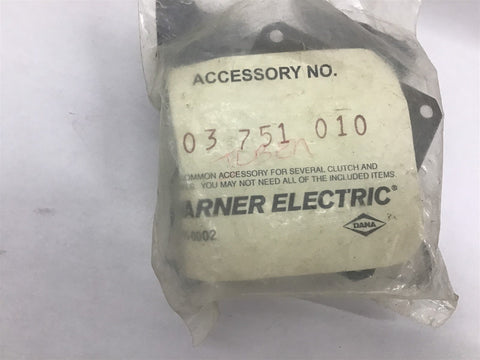 ACCESSORY NO.
03 751 010
COMMON ACCESSORY FOR SEVERAL CLUTCH AND
YOU MAY NOT NEED ALL OF THE INCLUDED ITEMS
ARNER ELECTRIC®
DANA
-0002